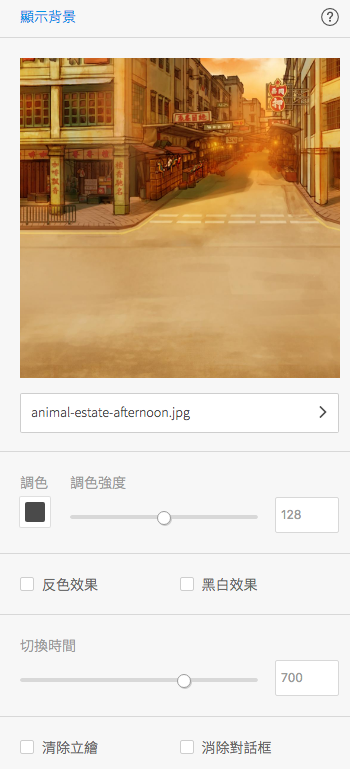 顯示背景
?
押
animal-estate-afternoon.jpg
調色
調色強度
128
反色效果
黑白效果
切換時間
700
清除立繪
消除對話框